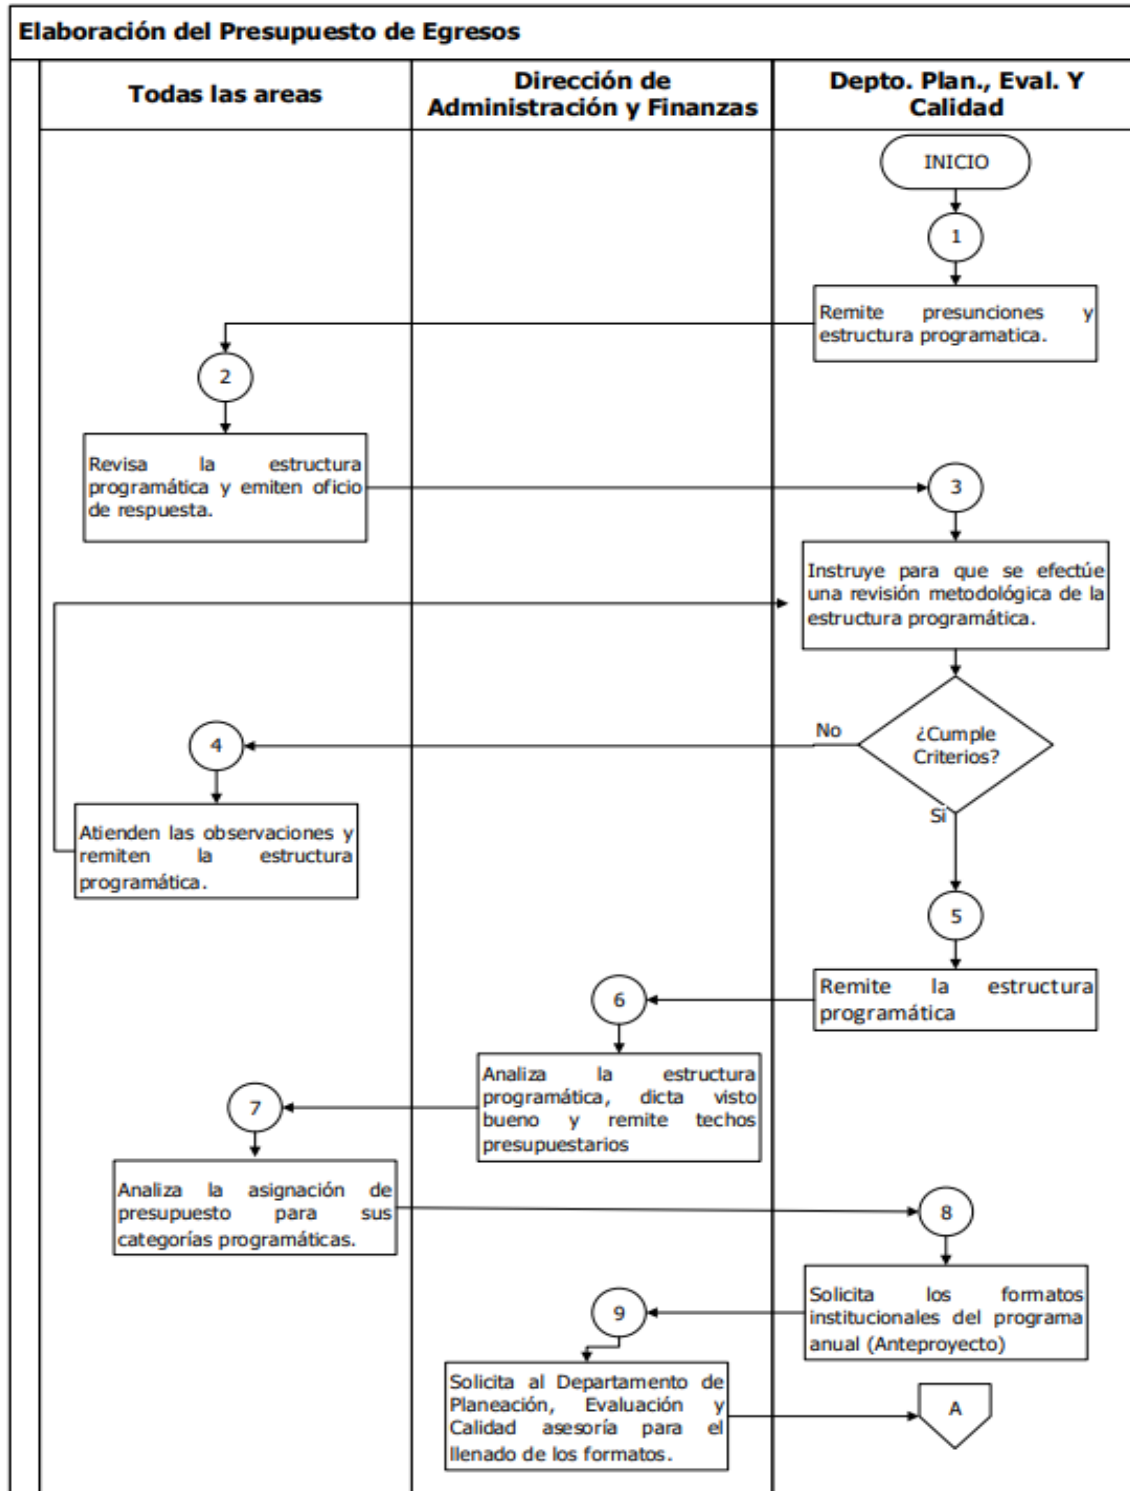 Elaboración del Presupuesto de Egresos
Todas las areas
Dirección de
Administración y Finanzas
Depto. Plan., Eval. Y
Calidad
INICIO
1
Remite presunciones y
estructura programatica.
2
Revisa la estructura
programática y emiten oficio
de respuesta.
3
Instruye para que se efectúe
una revisión metodológica de la
estructura programática.
¿Cumple
Criterios?
No
Si
4
Atienden las observaciones y
remiten la estructura
programática.
5
Remite la estructura
programática
6
Analiza la estructura
programática, dicta visto
bueno y remite techos
presupuestarios
7
Analiza la asignación de
presupuesto para sus
categorías programáticas.
8
Solicita los formatos
institucionales del programa
anual (Anteproyecto)
9
Solicita al Departamento de
Planeación, Evaluación y
Calidad asesoría para el
llenado de los formatos.
A